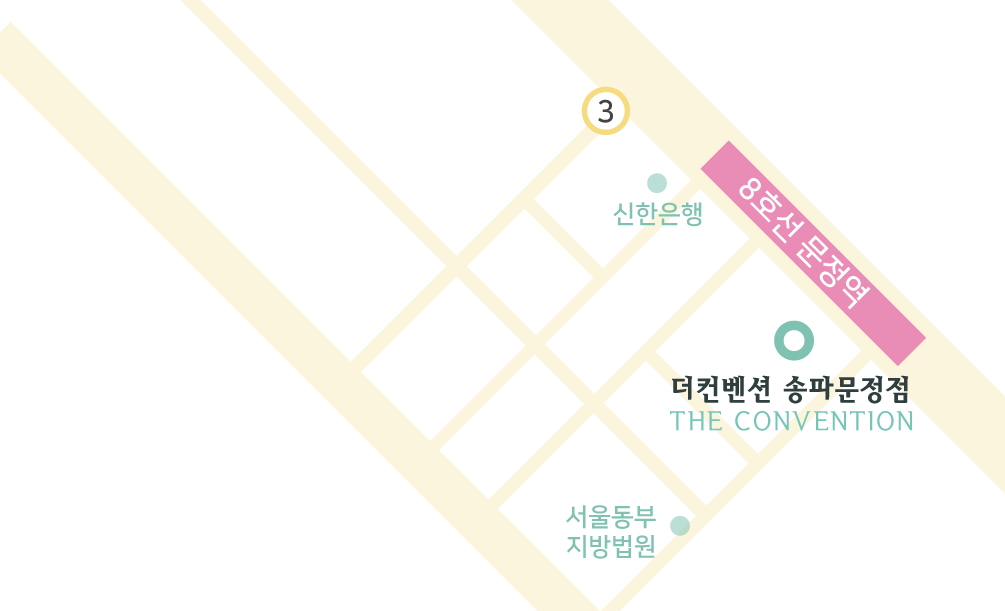 3
신한은행
8호선 문정역
더컨벤션 송파문정점
THE CONVENTION
서울동부
지방법원